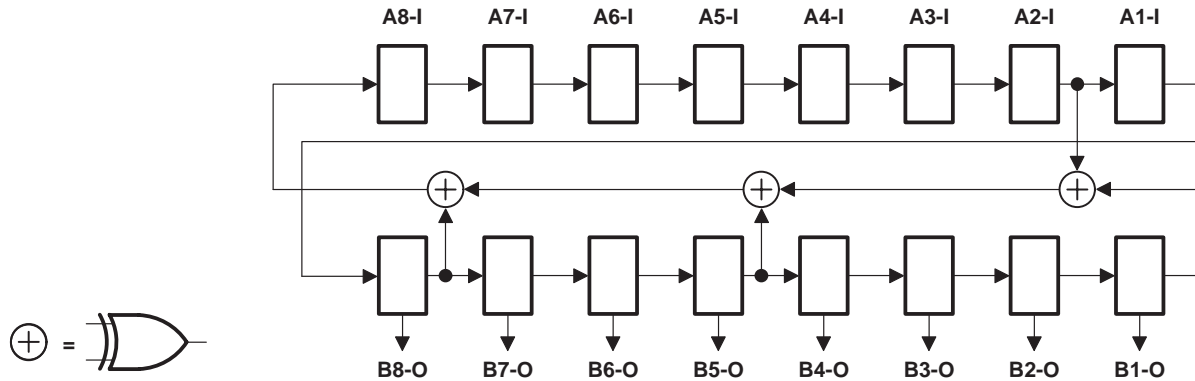 A8-I A7-I A6-I A5-I A4-I A3-I A2-I A1-I
=
B8-O B7-O B6-O B5-O B4-O B3-O B2-O B1-O